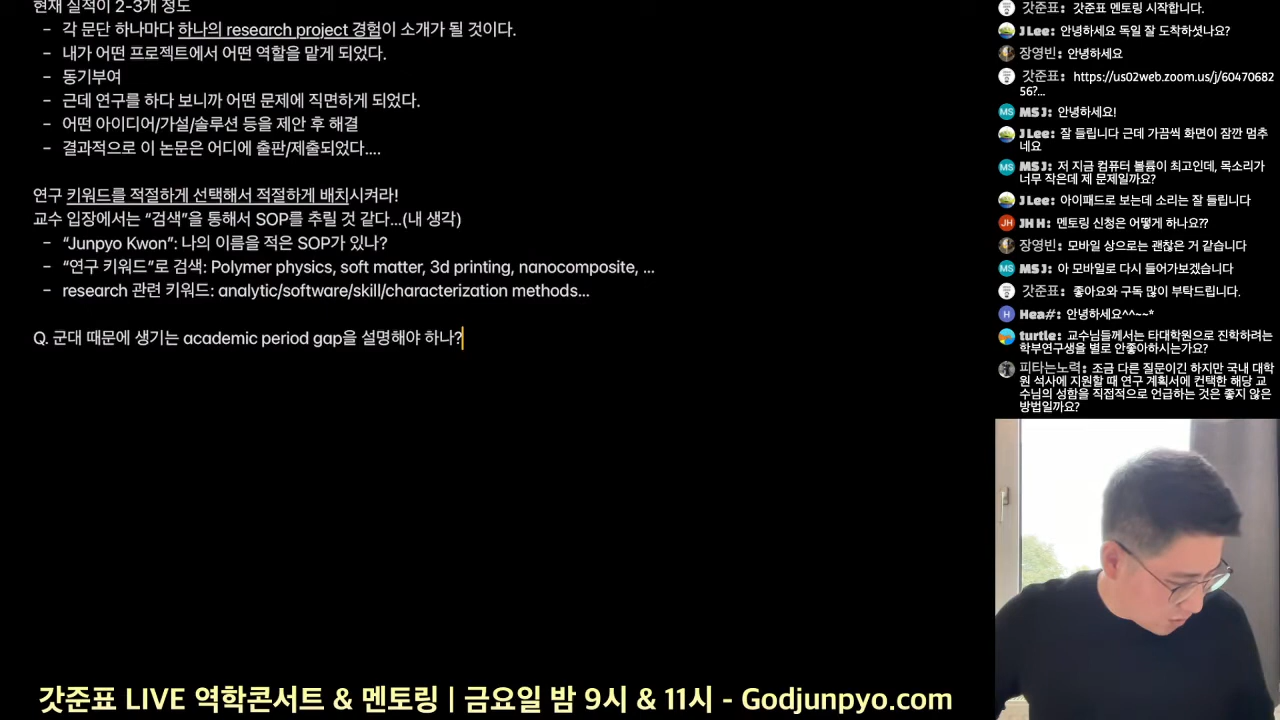 현재 실적이 2-3개 정도
- 각 문단 하나마다 하나의 research project 경험이 소개가 될 것이다.
- 내가 어떤 프로젝트에서 어떤 역할을 맡게 되었다.
- 동기부여
- 근데 연구를 하다 보니까 어떤 문제에 직면하게 되었다.
- 어떤 아이디어/가설/솔루션 등을 제안 후 해결
- 결과적으로 이 논문은 어디에 출판/제출되었다....
연구 키워드를 적절하게 선택해서 적절하게 배치시켜라!
교수 입장에서는 “검색”을 통해서 SOP를 추릴 것 같다...(내 생각)
- “Junpyo Kwon”: 나의 이름을 적은 SOP가 있나?
- “연구 키워드”로 검색: Polymer physics, soft matter, 3d printing, nanocomposite, ...
- research 관련 키워드: analytic/software/skill/characterization methods...
Q. 군대 때문에 생기는 academic period gap을 설명해야 하나?
갓준표: 갓준표 멘토링 시작합니다.
J Lee: 안녕하세요 독일 잘 도착하셧나요?
장영빈: 안녕하세요
갓준표: https://us02web.zoom.us/j/60470682
56?...
MS J: 안녕하세요!
J Lee: 잘 들립니다 근데 가끔씩 화면이 잠깐 멈추
네요
MS J: 저 지금 컴퓨터 볼륨이 최고인데, 목소리가
너무 작은데 제 문제일까요?
J Lee: 아이패드로 보는데 소리는 잘 들립니다
JH H: 멘토링 신청은 어떻게 하나요??
장영빈: 모바일 상으로는 괜찮은 거 같습니다
MS J: 아 모바일로 다시 들어가보겠습니다
갓준표: 좋아요와 구독 많이 부탁드립니다.
Hea#: 안녕하세요^^~~*
turtle: 교수님들께서는 타대학원으로 진학하려는
학부연구생을 별로 안좋아하시는가요?
피타는노력: 조금 다른 질문이긴 하지만 국내 대학
원 석사에 지원할 때 연구 계획서에 컨택한 해당 교
수님의 성함을 직접적으로 언급하는 것은 좋지 않은
방법일까요?
갓준표 LIVE 역학콘서트 & 멘토링 | 금요일 밤 9시 & 11시 - Godjunpyo.com